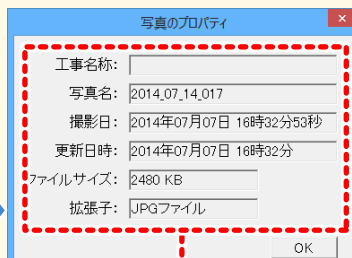 写真のプロパティ
工事名称:
写真名: 2014_07_14_017
撮影日: 2014年07月07日 16時32分53秒
更新日時: 2014年07月07日 16時32分
ファイルサイズ: 2480 KB
拡張子: JPGファイル
OK